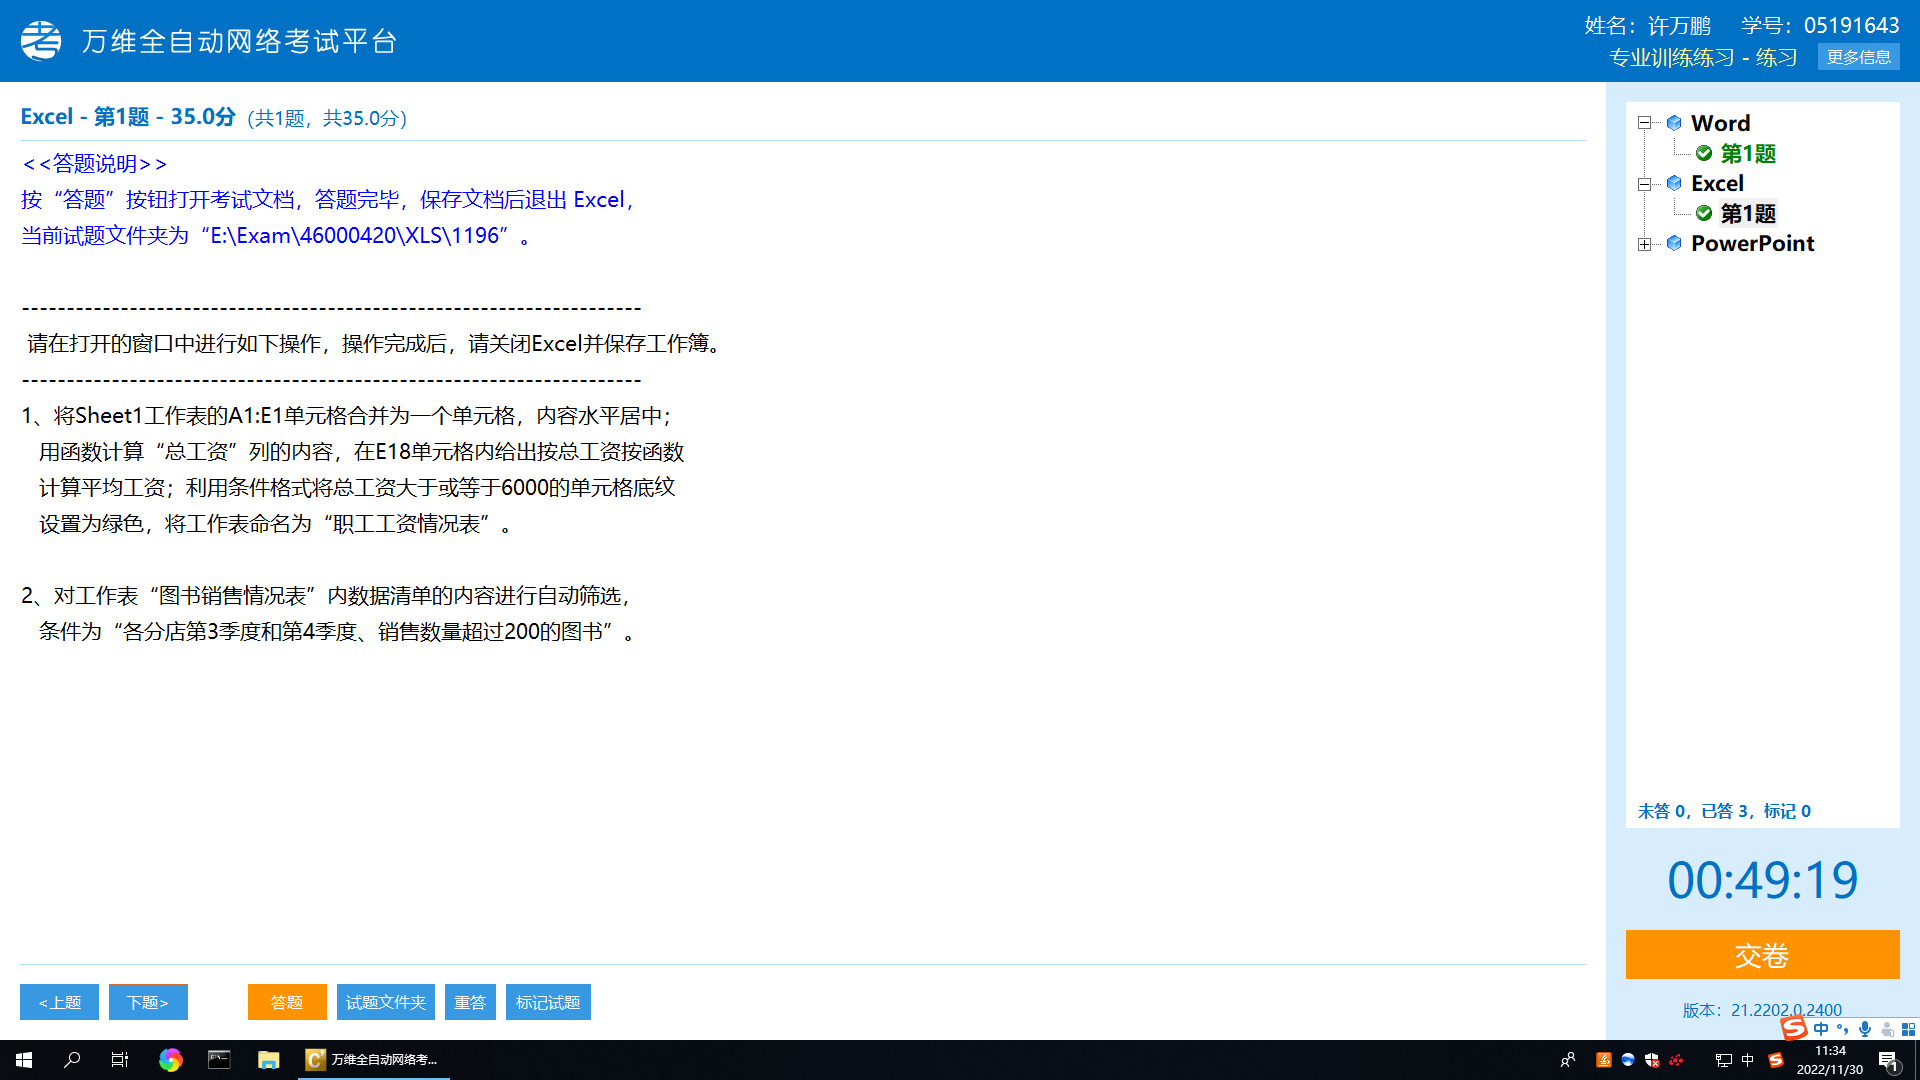 万维全自动网络考试平台
姓名：许万鹏 学号：05191643
专业训练练习 - 练习 更多信息
Excel - 第1题 - 35.0分 (共1题，共35.0分)
<<答题说明>>
按“答题”按钮打开考试文档，答题完毕，保存文档后退出 Excel，
当前试题文件夹为“E:\Exam\46000420\XLS\1196”。
---------------------------------------------------------------------
请在打开的窗口中进行如下操作，操作完成后，请关闭Excel并保存工作簿。
---------------------------------------------------------------------
1、将Sheet1工作表的A1:E1单元格合并为一个单元格，内容水平居中；
用函数计算“总工资”列的内容，在E18单元格内给出按总工资按函数
计算平均工资；利用条件格式将总工资大于或等于6000的单元格底纹
设置为绿色，将工作表命名为“职工工资情况表”。
2、对工作表“图书销售情况表”内数据清单的内容进行自动筛选，
条件为“各分店第3季度和第4季度、销售数量超过200的图书”。
Word
第1题
Excel
第1题
PowerPoint
未答 0，已答 3，标记 0
00:49:19
交卷
版本：21.2202.0.2400
<上题 下题> 答题 试题文件夹 重答 标记试题
中
万维全自动网络考...
中
11:34
2022/11/30
1